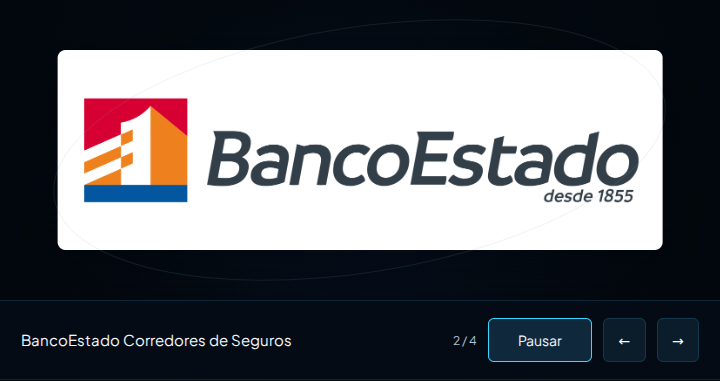 BancoEstado
desde 1855
BancoEstado Corredores de Seguros
2/4
Pausar
← →